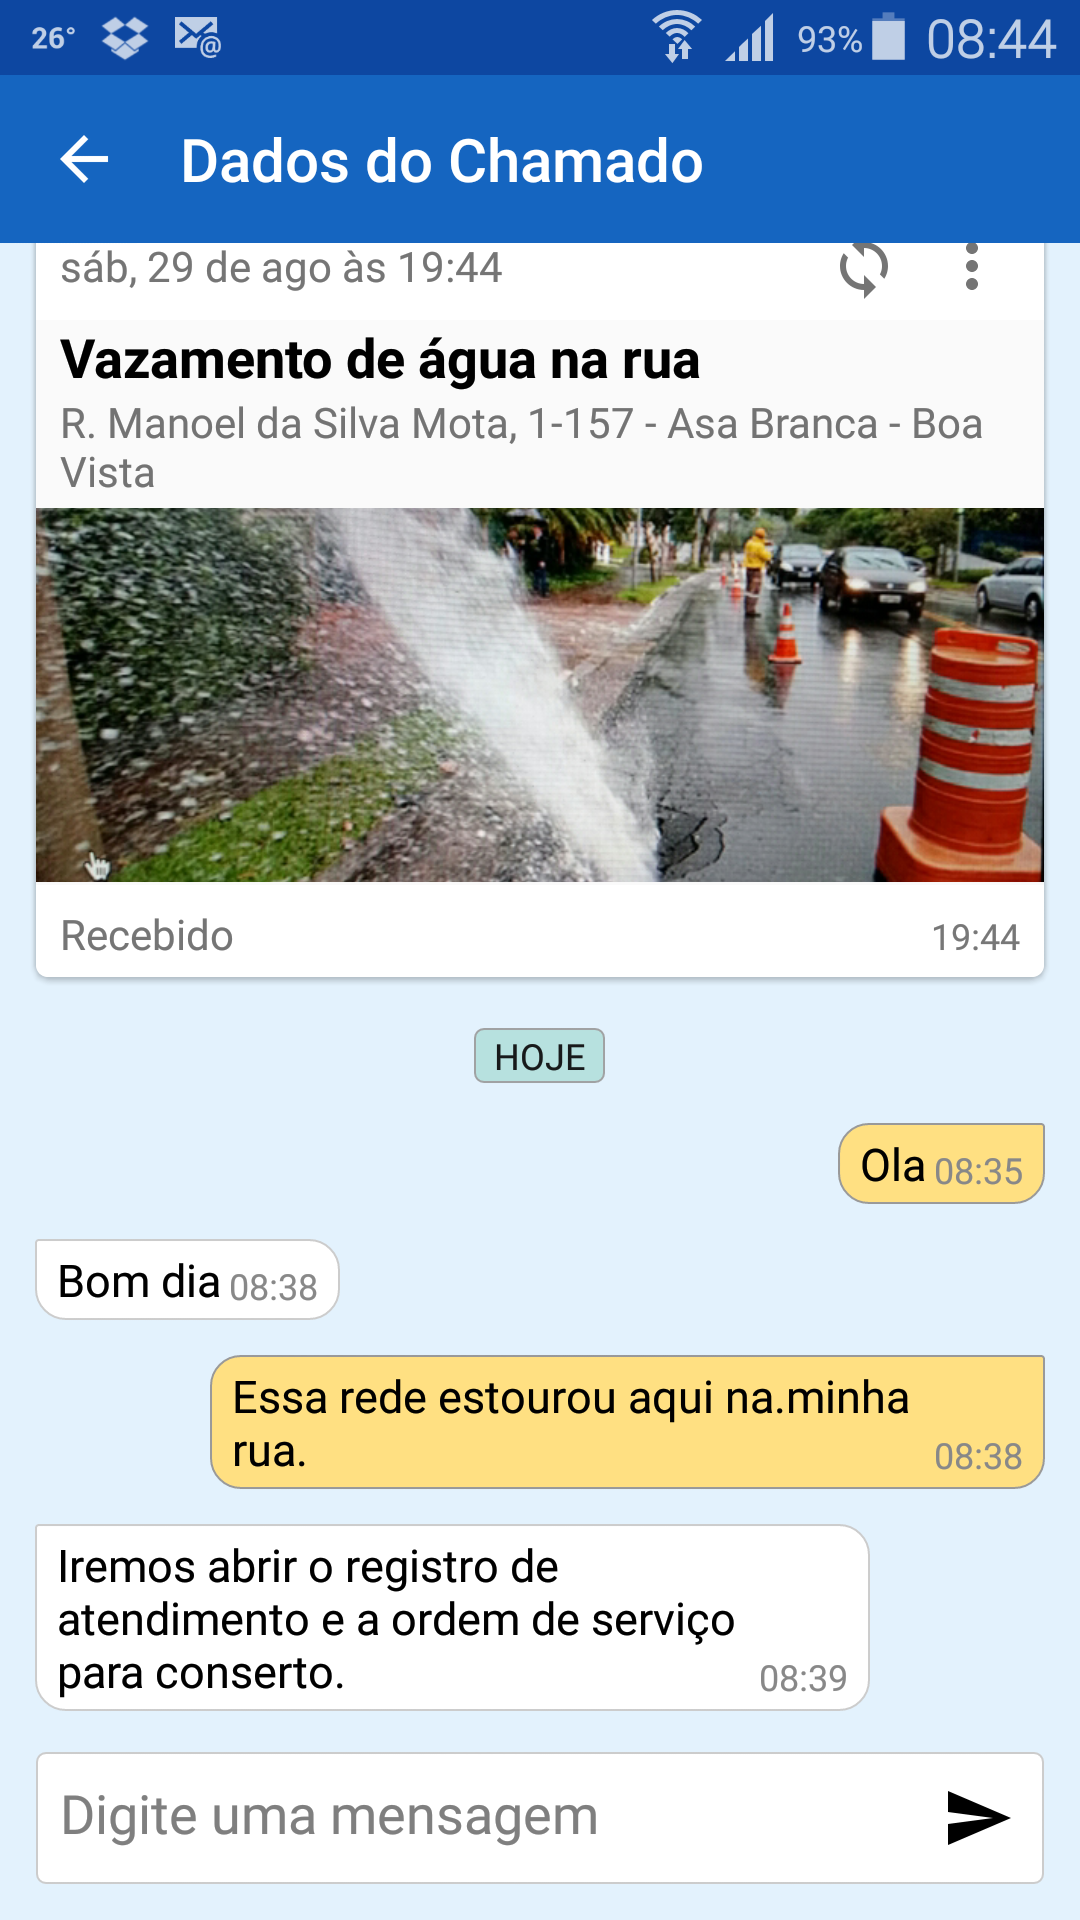 26°
93%
08:44
Dados do Chamado
sáb, 29 de ago às 19:44
Vazamento de água na rua
R. Manoel da Silva Mota, 1-157 - Asa Branca - Boa
Vista
Recebido
19:44
HOJE
Ola 08:35
Bom dia 08:38
Essa rede estourou aqui na.minha
rua. 08:38
Iremos abrir o registro de
atendimento e a ordem de serviço
para conserto. 08:39
Digite uma mensagem